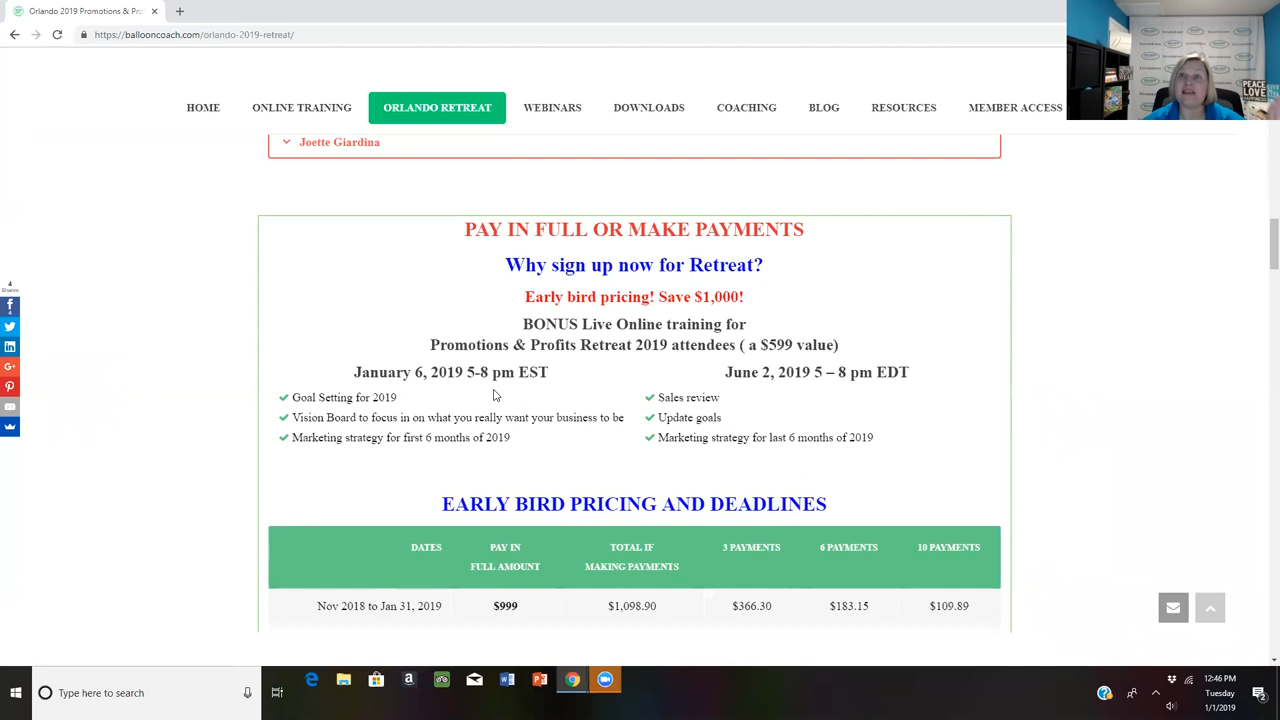 Orlando 2019 Promotions & Pro
https://ballooncoach.com/orlando-2019-retreat/
HOME ONLINE TRAINING ORLANDO RETREAT WEBINARS DOWNLOADS COACHING BLOG RESOURCES MEMBER ACCESS
PEACE
LOVE
Joette Giardina
PAY IN FULL OR MAKE PAYMENTS
Why sign up now for Retreat?
Early bird pricing! Save $1,000!
BONUS Live Online training for
Promotions & Profits Retreat 2019 attendees ( a $599 value)
January 6, 2019 5-8 pm EST
Goal Setting for 2019
Vision Board to focus in on what you really want your business to be
Marketing strategy for first 6 months of 2019
June 2, 2019 5 – 8 pm EDT
Sales review
Update goals
Marketing strategy for last 6 months of 2019
4
Shares
4
EARLY BIRD PRICING AND DEADLINES
DATES PAY IN FULL AMOUNT TOTAL IF MAKING PAYMENTS 3 PAYMENTS 6 PAYMENTS 10 PAYMENTS
Nov 2018 to Jan 31, 2019 $999 $1,098.90 $366.30 $183.15 $109.89
Type here to search
12:46 PM
Tuesday
1/1/2019
2